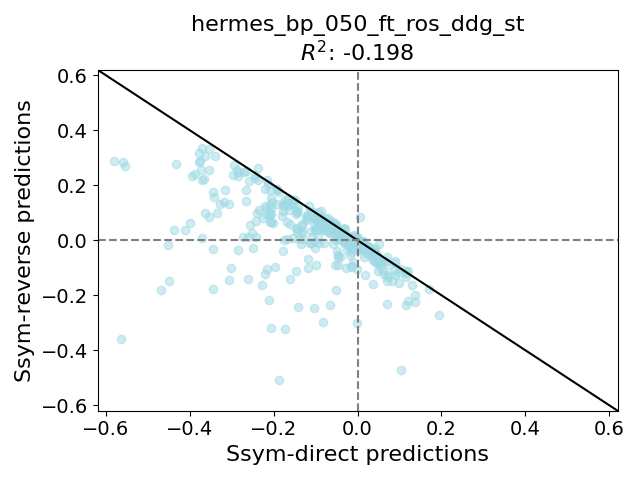 hermes_bp_050_ft_ros_ddg_st
R²: -0.198
0.6
0.4
0.2
0.0
−0.2
−0.4
−0.6
Ssym-reverse predictions
−0.6 −0.4 −0.2 0.0 0.2 0.4 0.6
Ssym-direct predictions